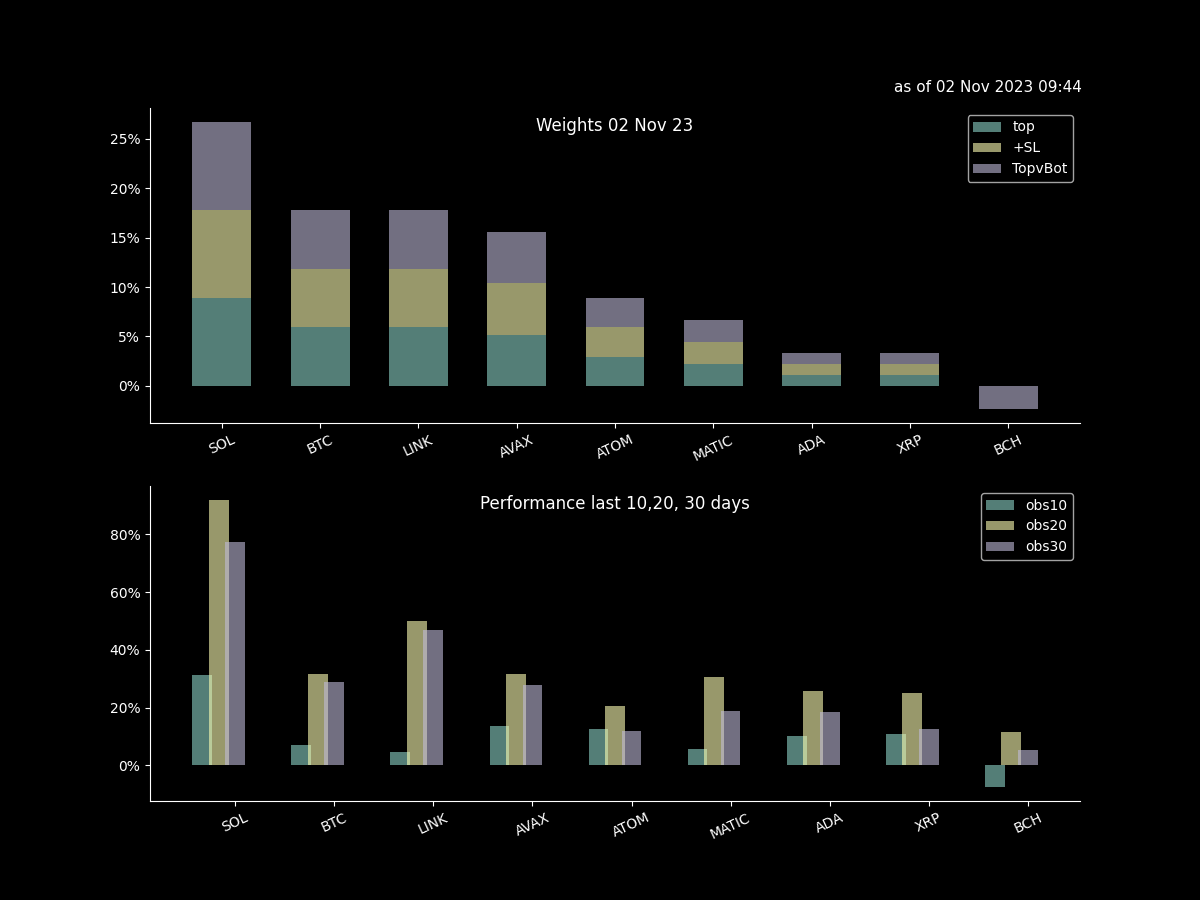 as of 02 Nov 2023 09:44
Weights 02 Nov 23
top
+SL
TopvBot
25%
20%
15%
10%
5%
0%
SOL BTC LINK AVAX ATOM MATIC ADA XRP BCH
Performance last 10,20, 30 days
obs10
obs20
obs30
80%
60%
40%
20%
0%
SOL BTC LINK AVAX ATOM MATIC ADA XRP BCH